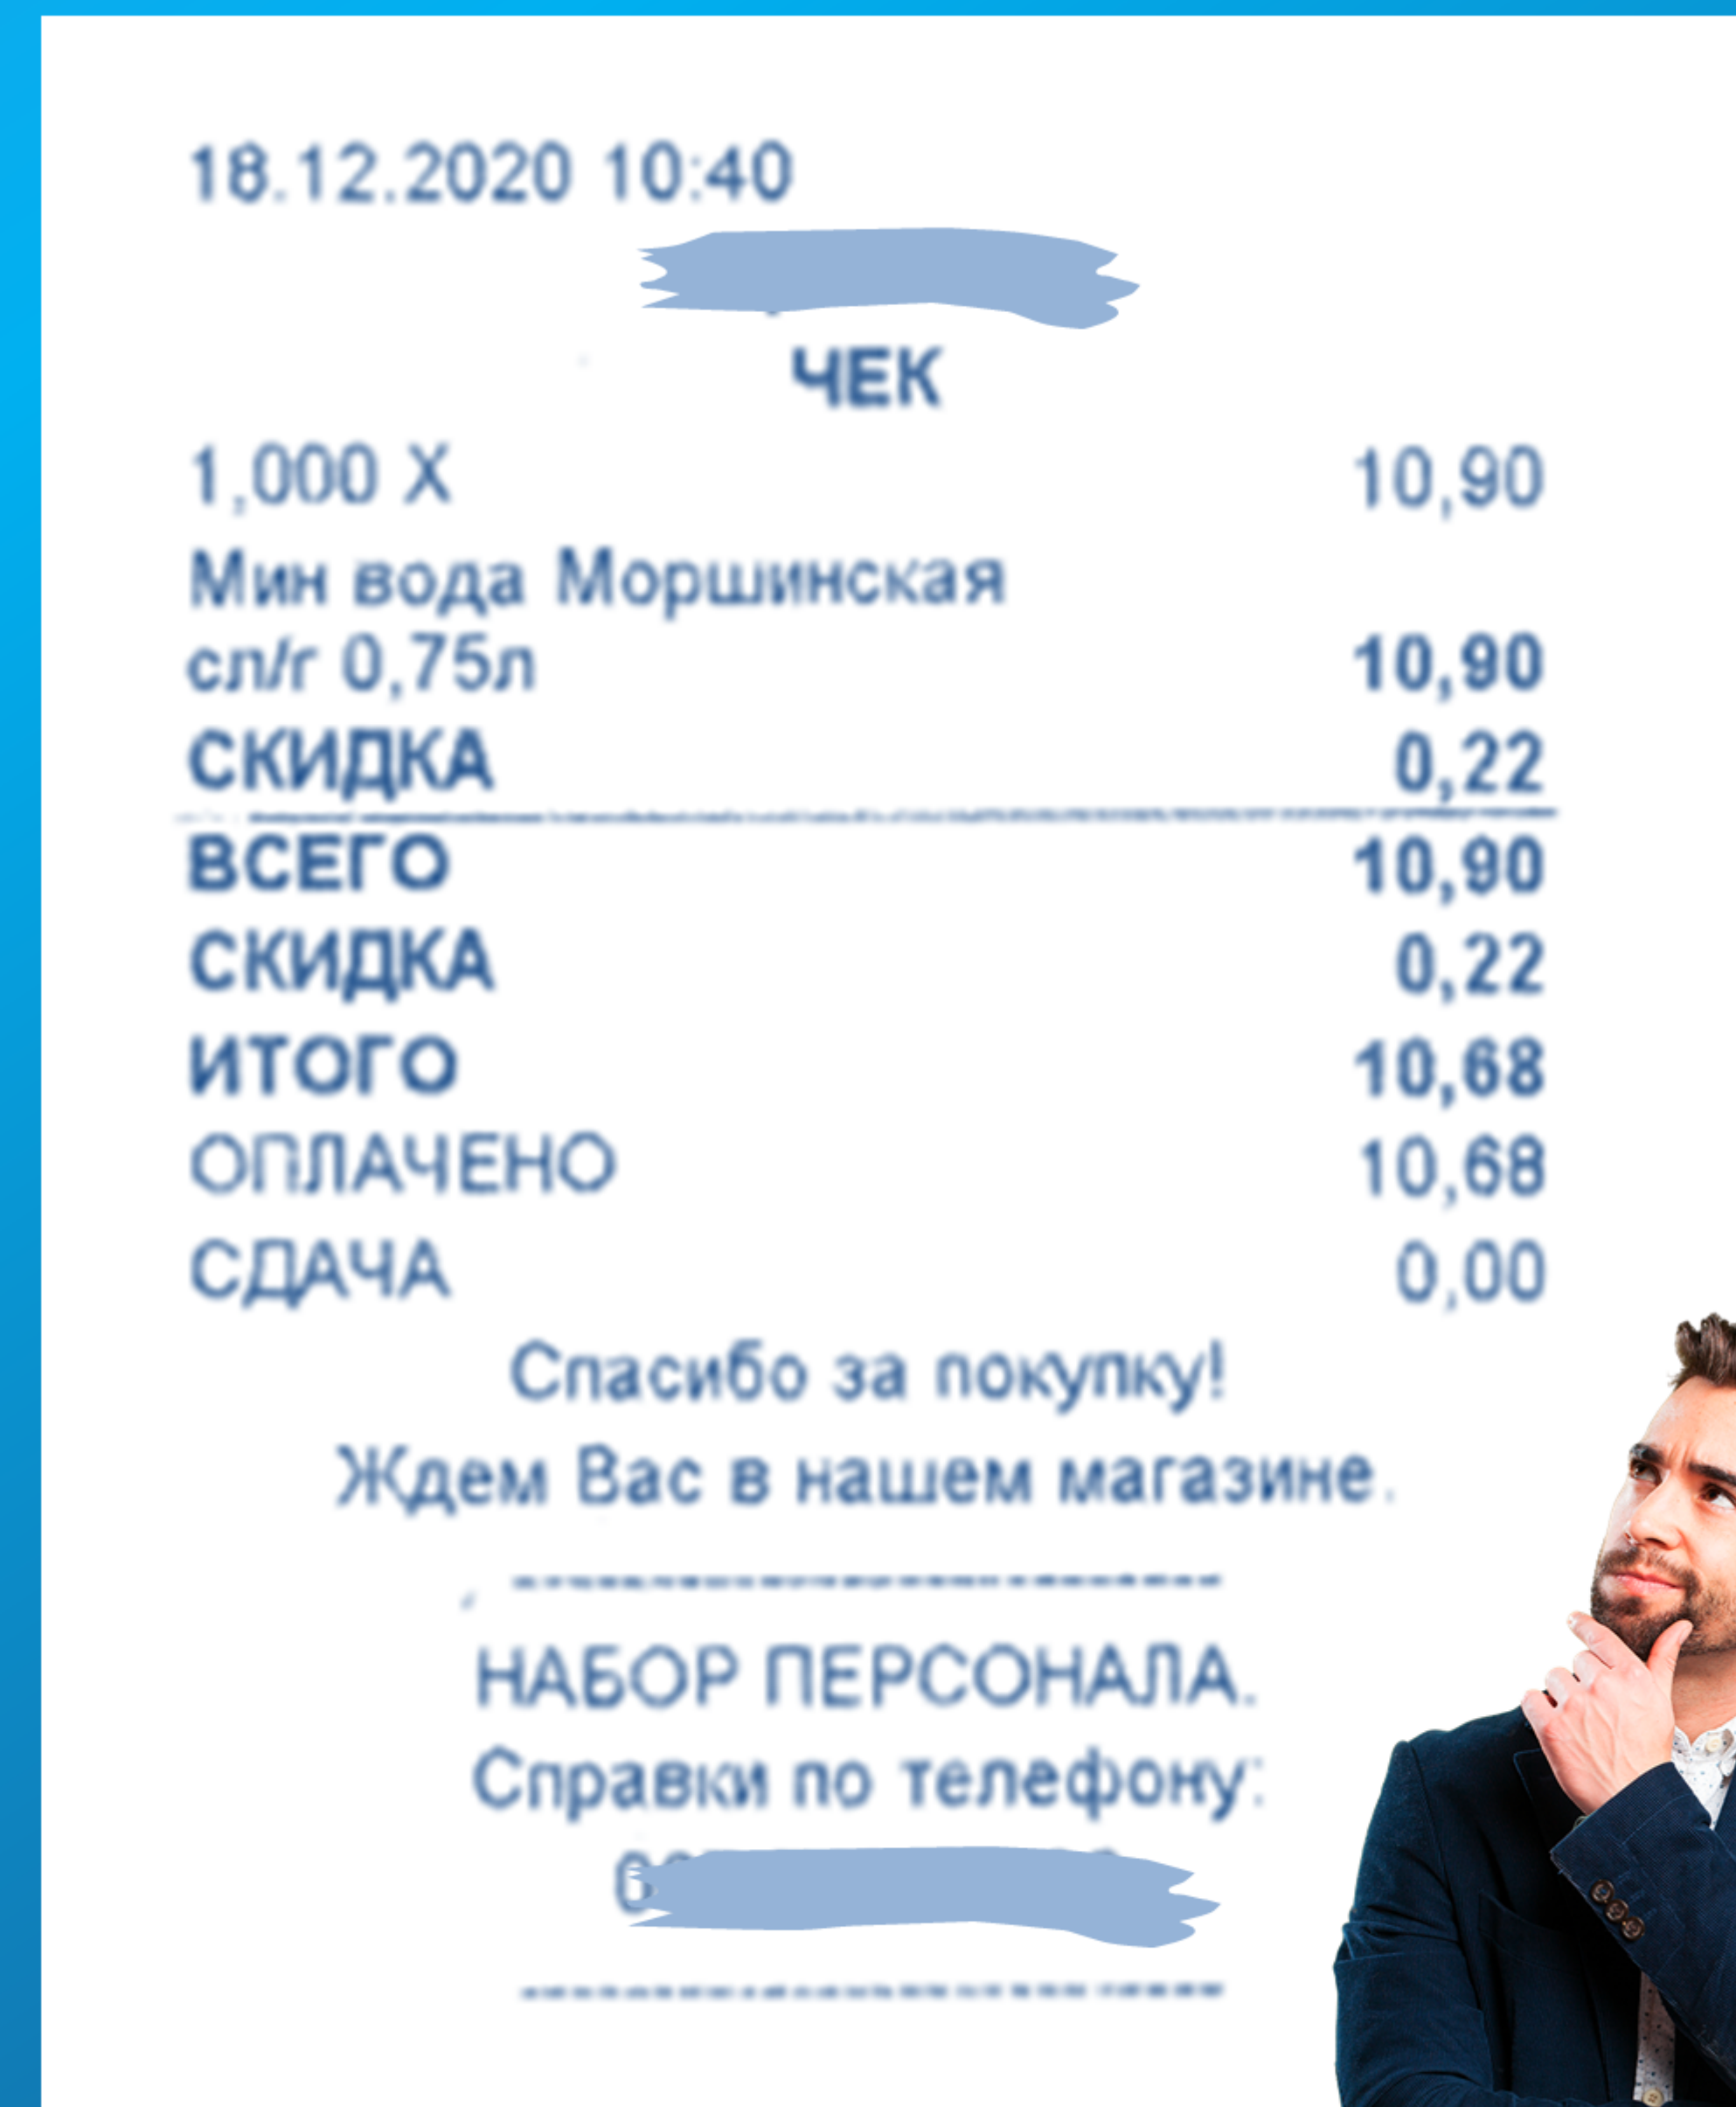 18.12.2020 10:40
ЧЕК
1,000 X 10,90
Мин вода Моршинская
сл/г 0,75л 10,90
СКИДКА 0,22
ВСЕГО 10,90
СКИДКА 0,22
ИТОГО 10,68
ОПЛАЧЕНО 10,68
СДАЧА 0,00
Спасибо за покупку!
Ждем Вас в нашем магазине.
НАБОР ПЕРСОНАЛА.
Справки по телефону: